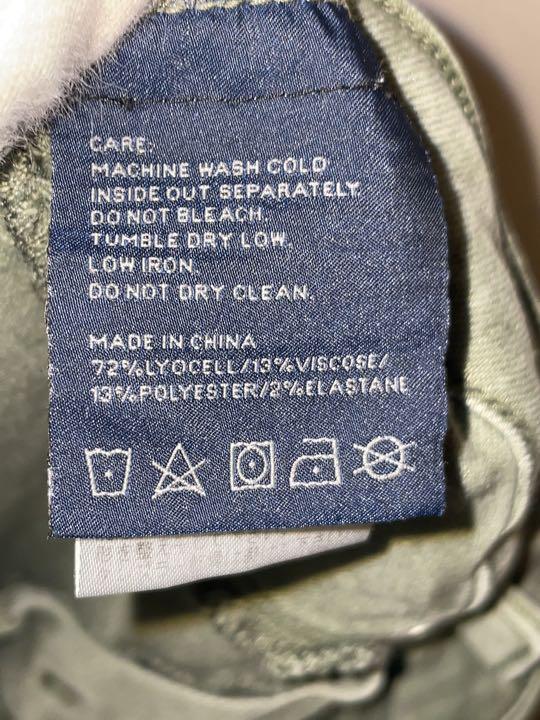 CARE:
MACHINE WASH COLD
INSIDE OUT SEPARATELY.
DO NOT BLEACH.
TUMBLE DRY LOW.
LOW IRON.
DO NOT DRY CLEAN.
MADE IN CHINA
72%LYOCELL/13%VISCOSE/
13%POLYESTER/2%ELASTANE